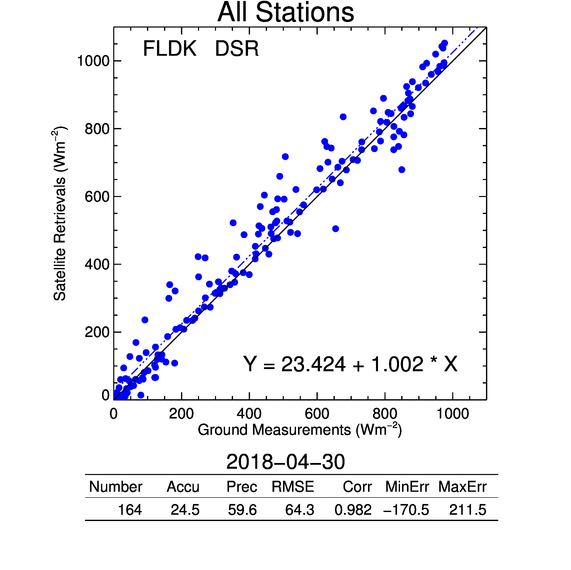 All Stations
FLDK DSR
Satellite Retrievals (Wm⁻²)
1000
800
600
400
200
0
Y = 23.424 + 1.002 * X
0 200 400 600 800 1000
Ground Measurements (Wm⁻²)
2018−04−30
Number Accu Prec RMSE Corr MinErr MaxErr
164 24.5 59.6 64.3 0.982 −170.5 211.5